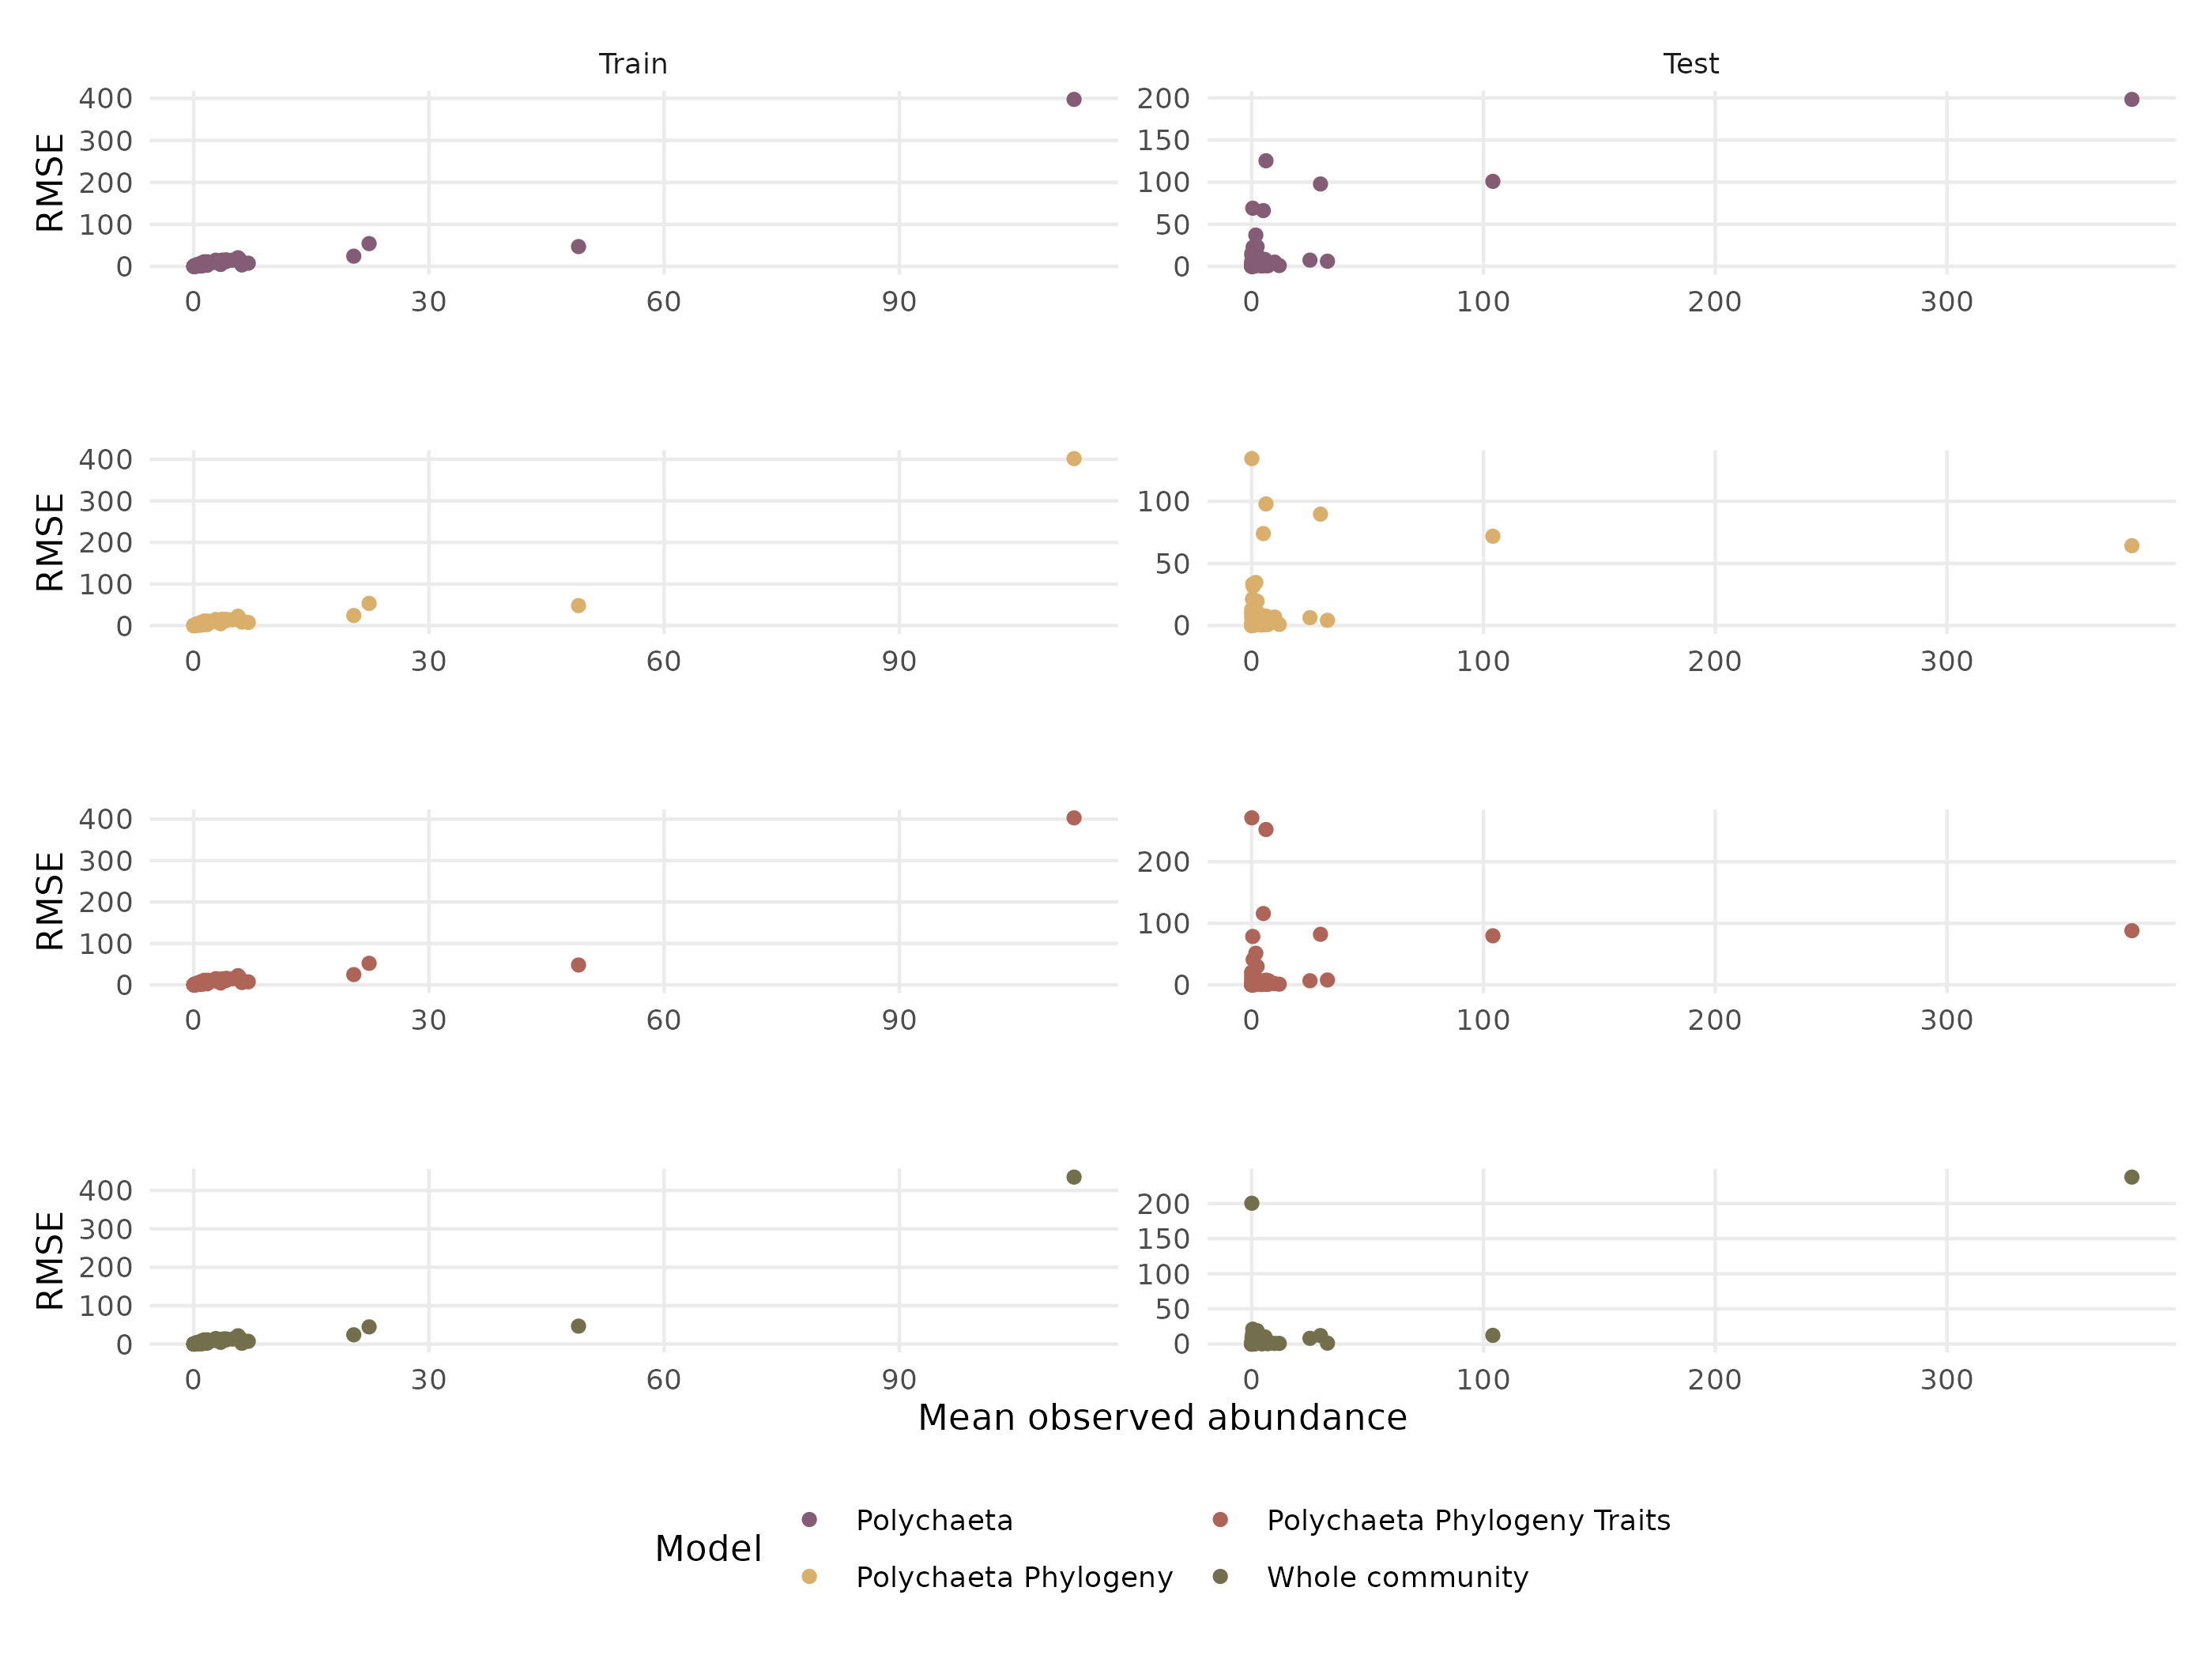 Train Test
400
300
200
100
0
RMSE
0 30 60 90
200
150
100
50
0
0 100 200 300
400
300
200
100
0
RMSE
0 30 60 90
100
50
0
0 100 200 300
400
300
200
100
0
RMSE
0 30 60 90
200
100
0
0 100 200 300
400
300
200
100
0
RMSE
0 30 60 90
200
150
100
50
0
0 100 200 300
Mean observed abundance
Model
Polychaeta
Polychaeta Phylogeny
Polychaeta Phylogeny Traits
Whole community